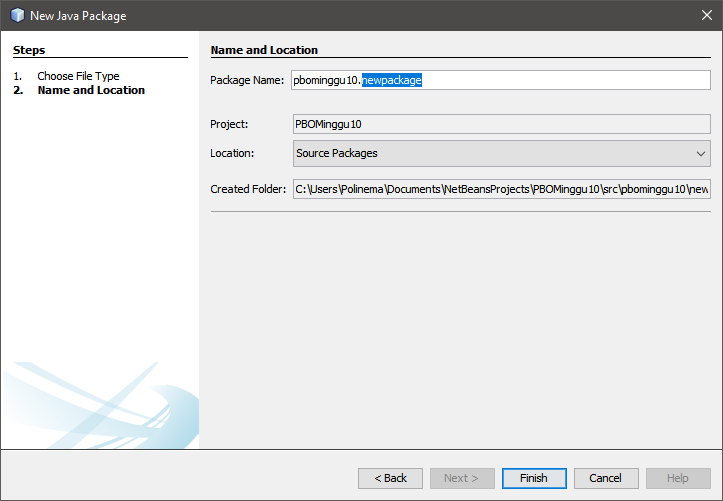 New Java Package
Steps
1. Choose File Type
2. Name and Location
Name and Location
Package Name: pbominggu10.newpackage
Project: PBOMinggu10
Location: Source Packages
Created Folder: C:\Users\Polinema\Documents\NetBeansProjects\PBOMinggu10\src\pbominggu10\new
< Back Next > Finish Cancel Help